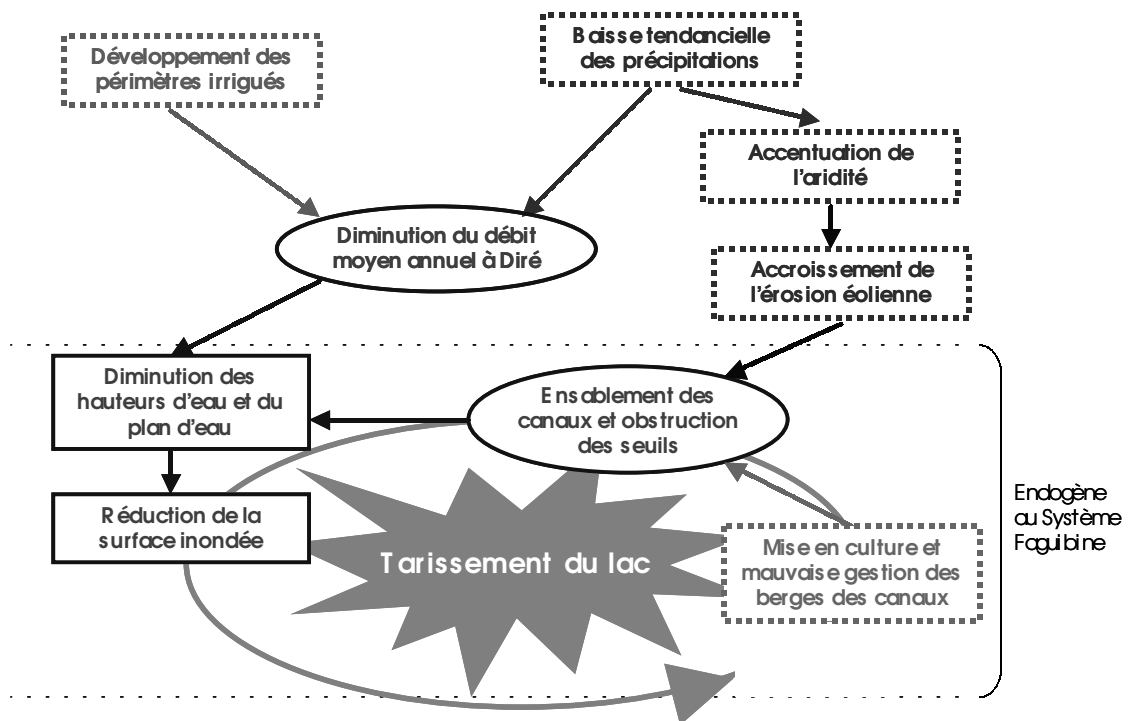 Développement des
périmètres irrigués
Baisse tendancielle
des précipitations
Accentuation de
l'aridité
Diminution du débit
moyen annuel à Diré
Accroissement de
l'érosion éolienne
Diminution des
hauteurs d'eau et du
plan d'eau
Ensablement des
canaux et obstruction
des seuils
Réduction de la
surface inondée
Tarissement du lac
Mise en culture et
mauvaise gestion des
berges des canaux
Endogène
au Système
Faguibine